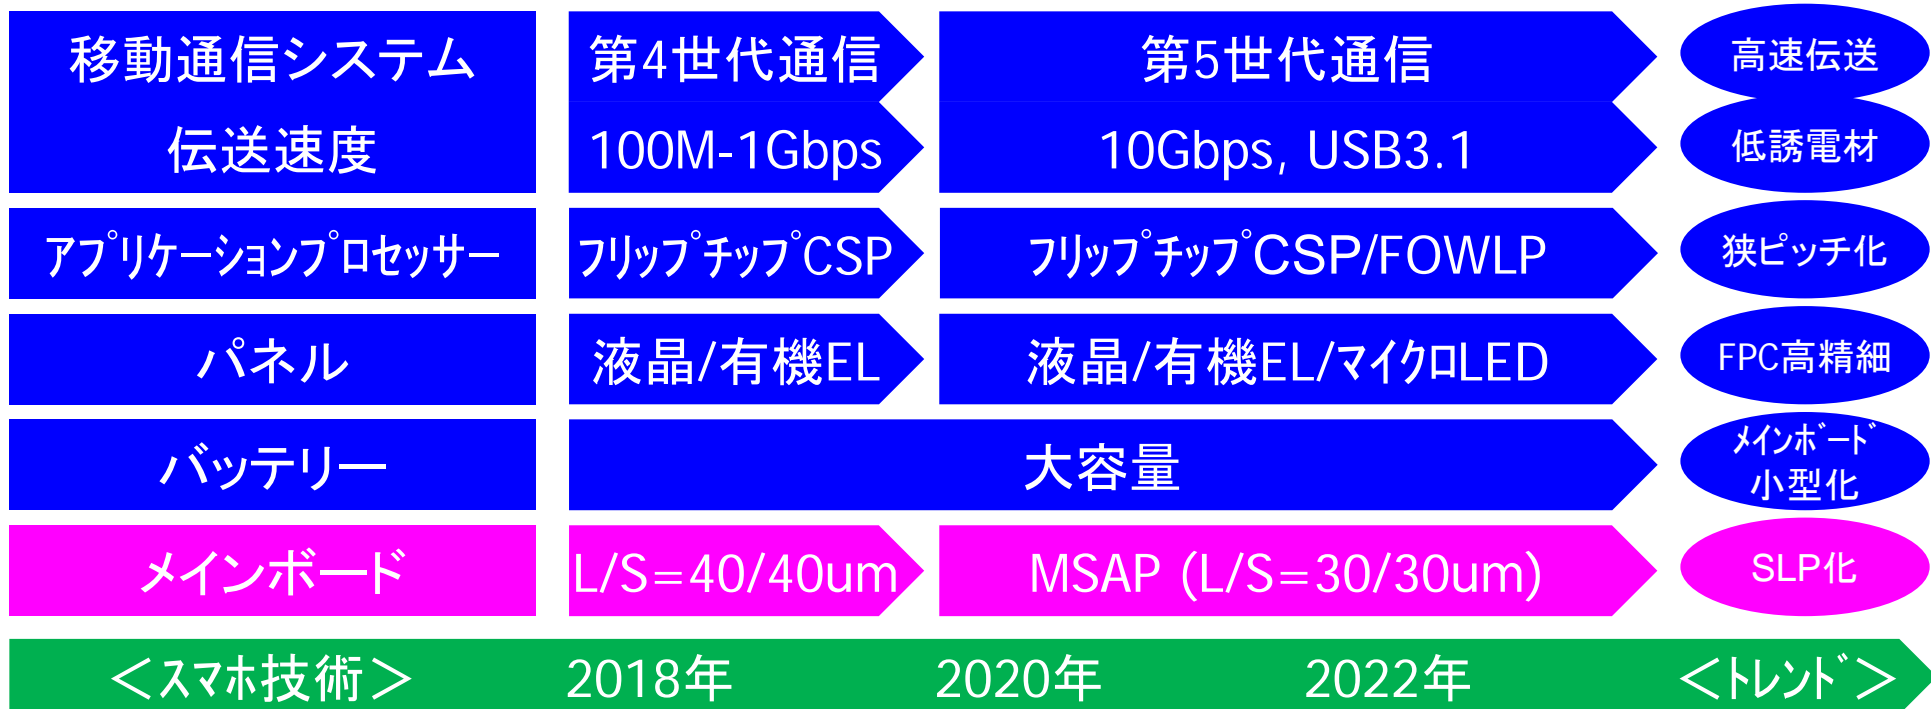 移動通信システム 第4世代通信 第5世代通信 高速伝送
伝送速度 100M-1Gbps 10Gbps, USB3.1 低誘電材
アプリケーションプロセッサー フリップチップCSP フリップチップCSP/FOWLP 狭ピッチ化
パネル 液晶/有機EL 液晶/有機EL/マイクロLED FPC高精細
バッテリー 大容量 メインボード
小型化
メインボード L/S=40/40um MSAP (L/S=30/30um) SLP化
＜スマホ技術＞ 2018年 2020年 2022年 ＜トレンド＞